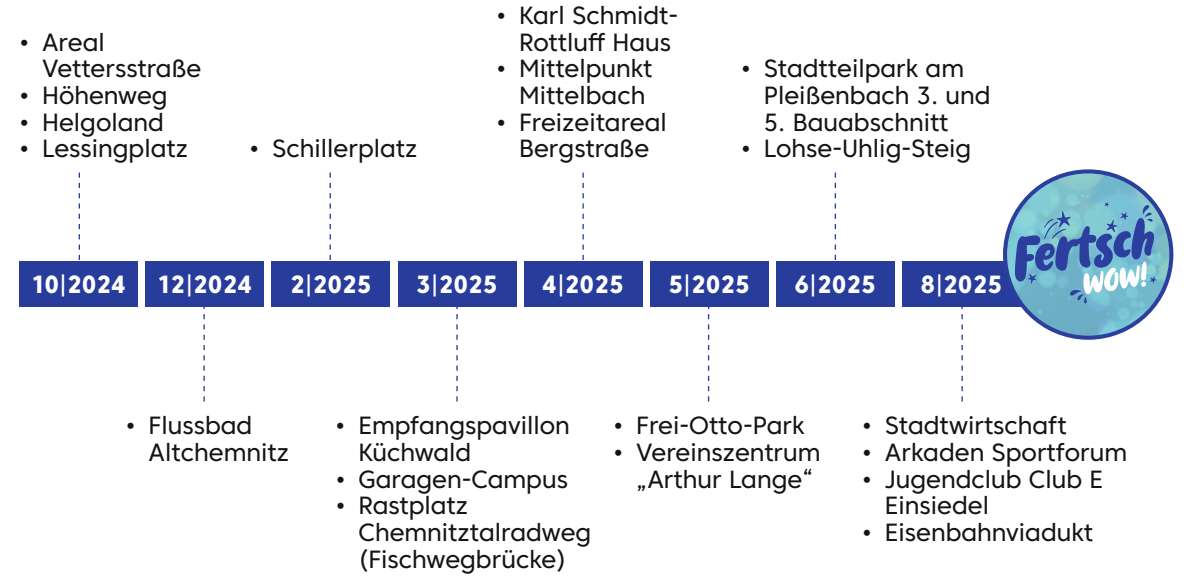 • Areal
Vettersstraße
• Höhenweg
• Helgoland
• Lessingplatz
• Schillerplatz
• Karl Schmidt-
Rottluff Haus
• Mittelpunkt
Mittelbach
• Freizeitareal
Bergstraße
• Stadtteilpark am
Pleißenbach 3. und
5. Bauabschnitt
• Lohse-Uhlig-Steig
10|2024
12|2024
2|2025
3|2025
4|2025
5|2025
6|2025
8|2025
Fertsch
WOW!
• Flussbad
Altchemnitz
• Empfangspavillon
Küchwald
• Garagen-Campus
• Rastplatz
Chemnitztalradweg
(Fischwegbrücke)
• Frei-Otto-Park
• Vereinszentrum
„Arthur Lange“
• Stadtwirtschaft
• Arkaden Sportforum
• Jugendclub Club E
Einsiedel
• Eisenbahnviadukt